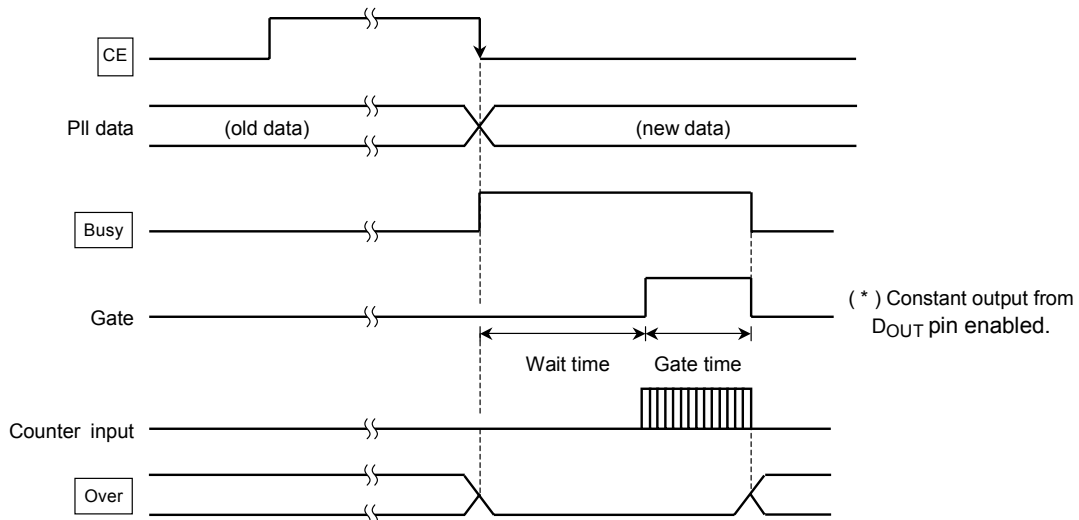 CE
Pll data
(old data)
(new data)
Busy
Gate
( * ) Constant output from
DOUT pin enabled.
Wait time
Gate time
Counter input
Over